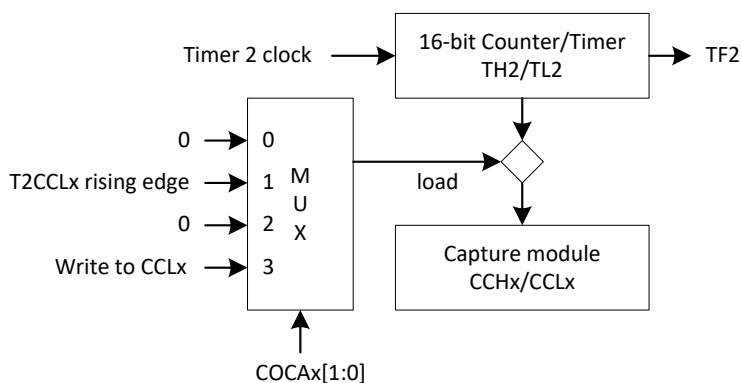 Timer 2 clock
16-bit Counter/Timer
TH2/TL2
TF2
0
0
T2CCLx rising edge
1
0
2
Write to CCLx
3
M
U
X
load
Capture module
CCHx/CCLx
COCAx[1:0]